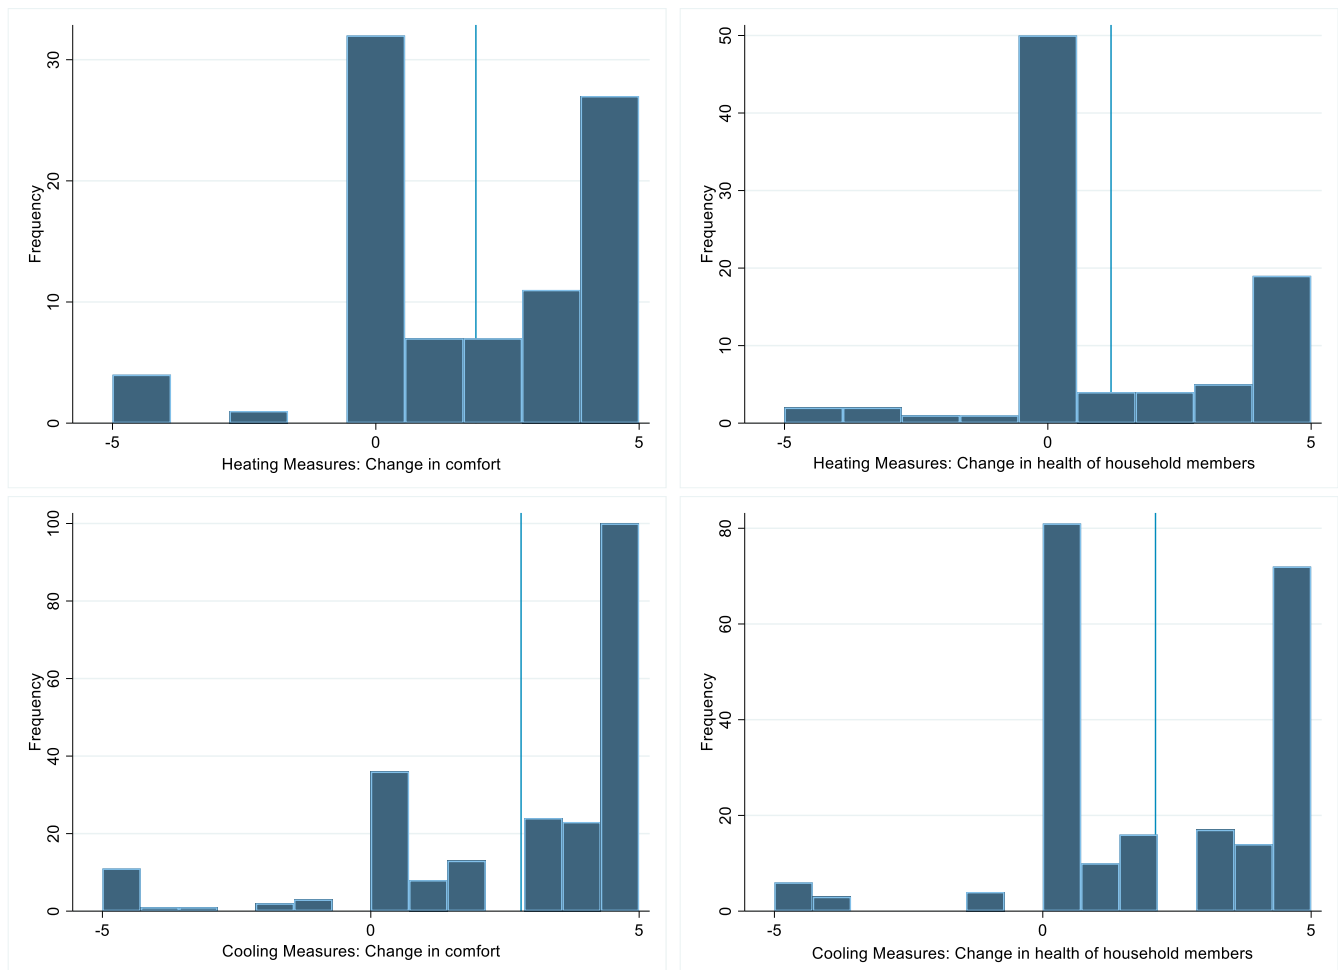 30
20
10
0
Frequency
-5 0 5
Heating Measures: Change in comfort
50
40
30
20
10
0
Frequency
-5 0 5
Heating Measures: Change in health of household members
100
80
60
40
20
0
Frequency
-5 0 5
Cooling Measures: Change in comfort
80
60
40
20
0
Frequency
-5 0 5
Cooling Measures: Change in health of household members